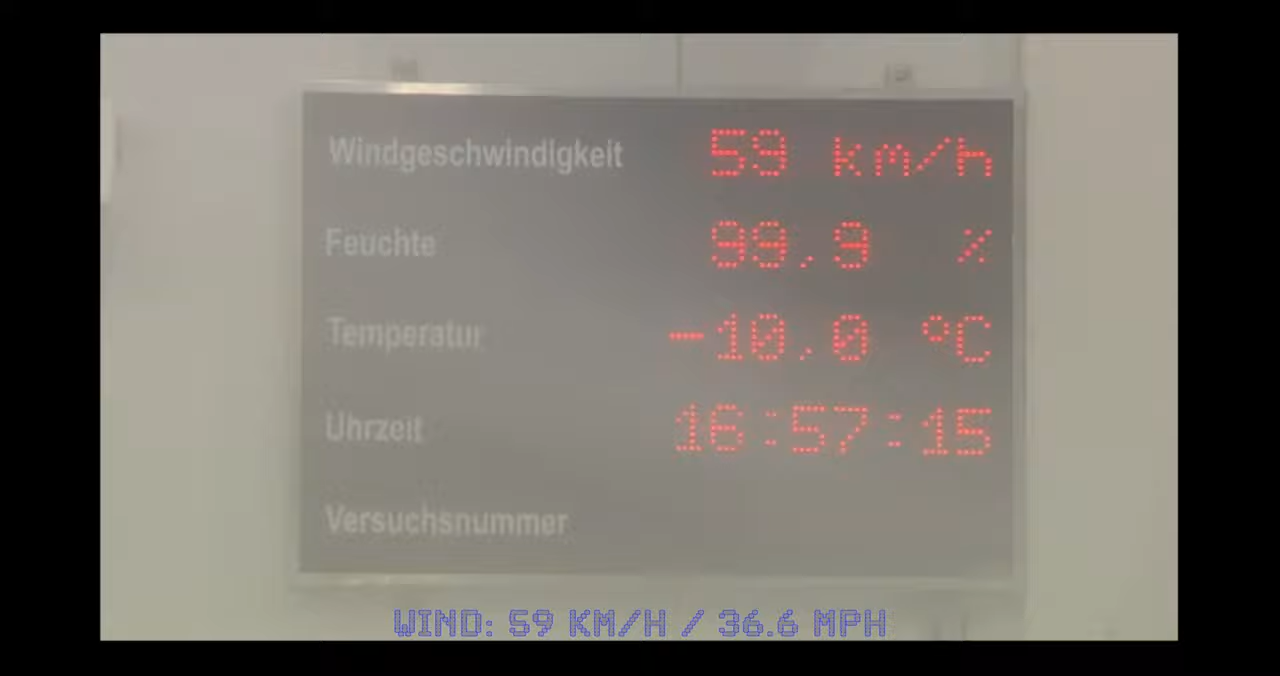 Windgeschwindigkeit 59 km/h
Feuchte 99,9 %
Temperatur -10,0 ºC
Uhrzeit 16:57:15
Versuchsnummer
WIND: 59 KM/H / 36.6 MPH